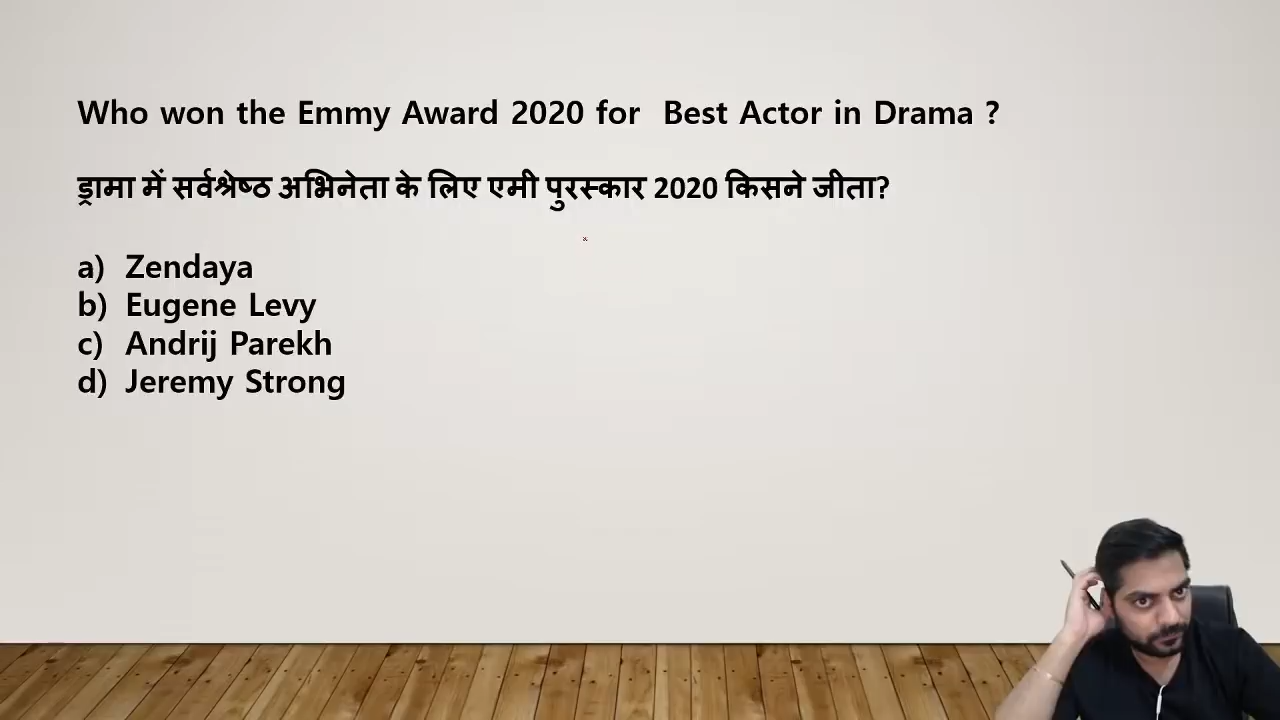 Who won the Emmy Award 2020 for Best Actor in Drama ?
ड्रामा में सर्वश्रेष्ठ अभिनेता के लिए एमी पुरस्कार 2020 किसने जीता?
a) Zendaya
b) Eugene Levy
c) Andrij Parekh
d) Jeremy Strong